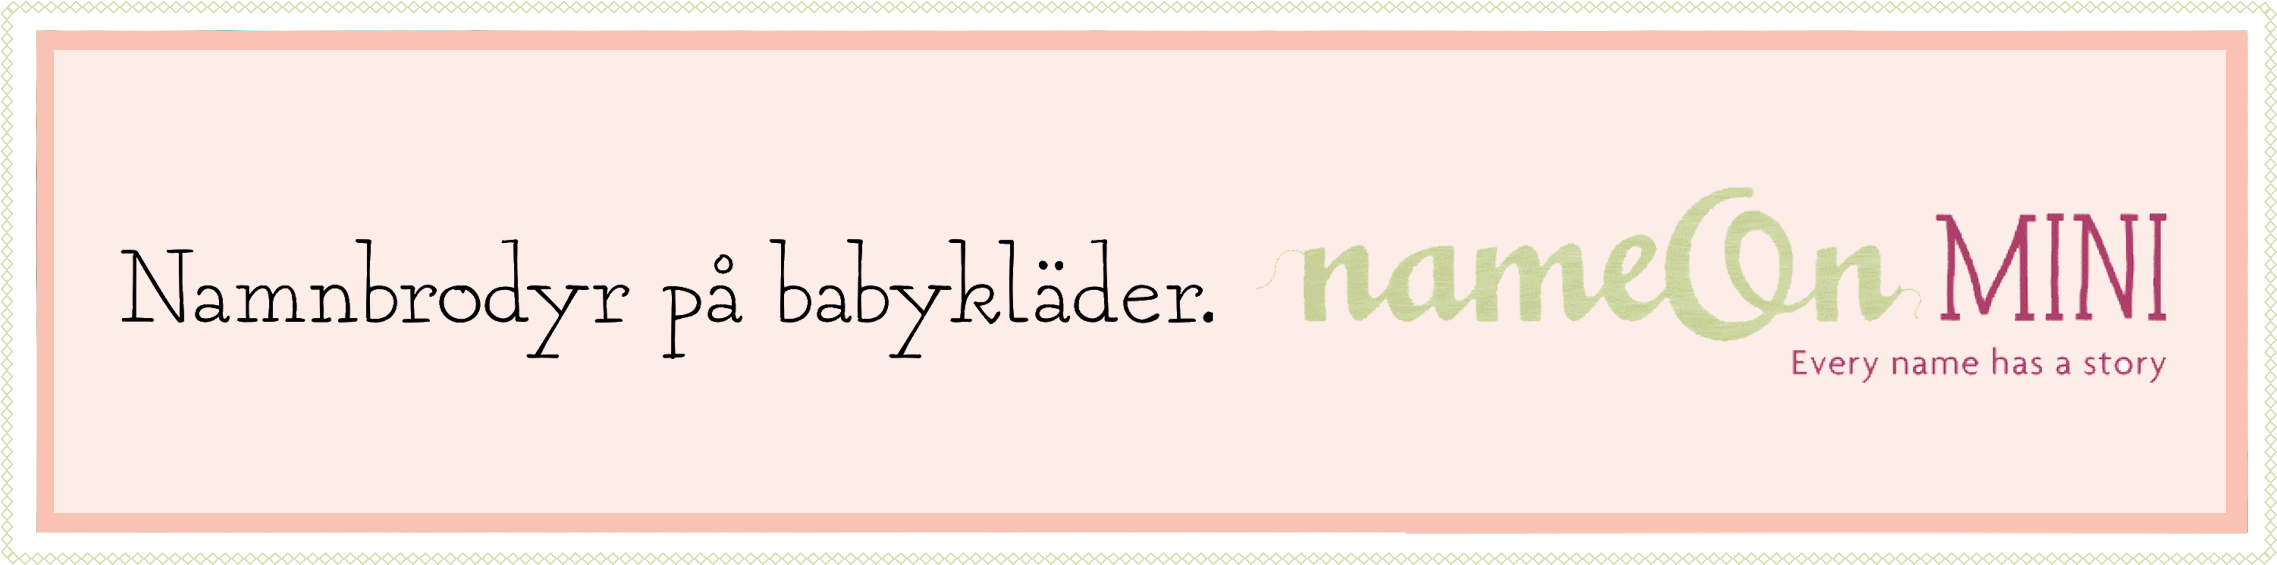 Namnbrodyr på babykläder.
nameOn MINI
Every name has a story